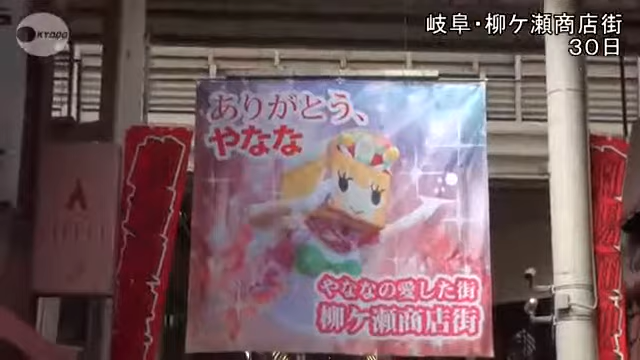 KYODO
岐阜・柳ケ瀬商店街
30日
ありがとう、
やなな
やななの愛した街
柳ケ瀬商店街